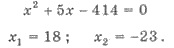 x² + 5x - 414 = 0
x₁ = 18 ;   x₂ = -23 .